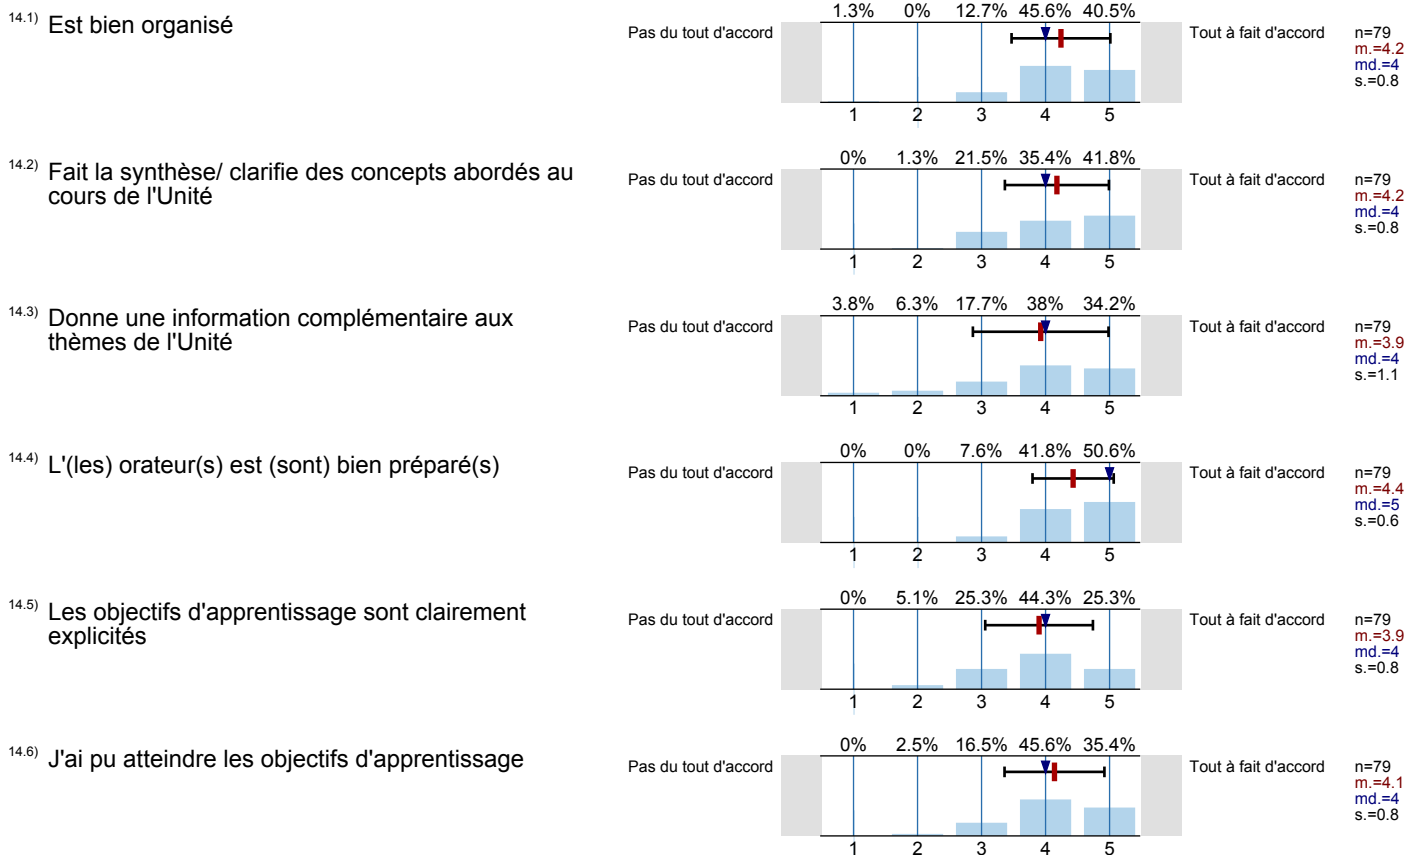 14.1) Est bien organisé
1.3% 0% 12.7% 45.6% 40.5%
Pas du tout d'accord
Tout à fait d'accord
n=79
m.=4.2
md.=4
s.=0.8
1 2 3 4 5
14.2) Fait la synthèse/ clarifie des concepts abordés au
cours de l'Unité
0% 1.3% 21.5% 35.4% 41.8%
Pas du tout d'accord
Tout à fait d'accord
n=79
m.=4.2
md.=4
s.=0.8
1 2 3 4 5
14.3) Donne une information complémentaire aux
thèmes de l'Unité
3.8% 6.3% 17.7% 38% 34.2%
Pas du tout d'accord
Tout à fait d'accord
n=79
m.=3.9
md.=4
s.=1.1
1 2 3 4 5
14.4) L'(les) orateur(s) est (sont) bien préparé(s)
0% 0% 7.6% 41.8% 50.6%
Pas du tout d'accord
Tout à fait d'accord
n=79
m.=4.4
md.=5
s.=0.6
1 2 3 4 5
14.5) Les objectifs d'apprentissage sont clairement
explicités
0% 5.1% 25.3% 44.3% 25.3%
Pas du tout d'accord
Tout à fait d'accord
n=79
m.=3.9
md.=4
s.=0.8
1 2 3 4 5
14.6) J'ai pu atteindre les objectifs d'apprentissage
0% 2.5% 16.5% 45.6% 35.4%
Pas du tout d'accord
Tout à fait d'accord
n=79
m.=4.1
md.=4
s.=0.8
1 2 3 4 5